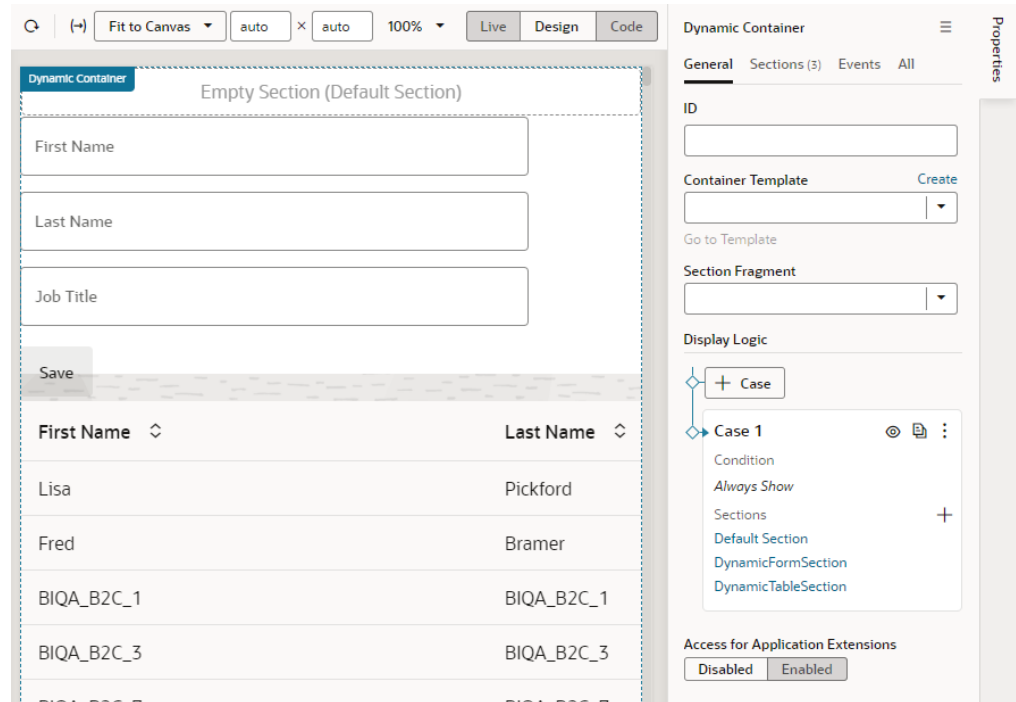 Fit to Canvas auto × auto 100% Live Design Code
Dynamic Container
Empty Section (Default Section)
First Name
Last Name
Job Title
Save
First Name Last Name
Lisa Pickford
Fred Bramer
BIQA_B2C_1 BIQA_B2C_1
BIQA_B2C_3 BIQA_B2C_3
Dynamic Container
General Sections (3) Events All
ID
Container Template Create
Go to Template
Section Fragment
Display Logic
+ Case
Case 1
Condition
Always Show
Sections
Default Section
DynamicFormSection
DynamicTableSection
Access for Application Extensions
Disabled Enabled
Properties